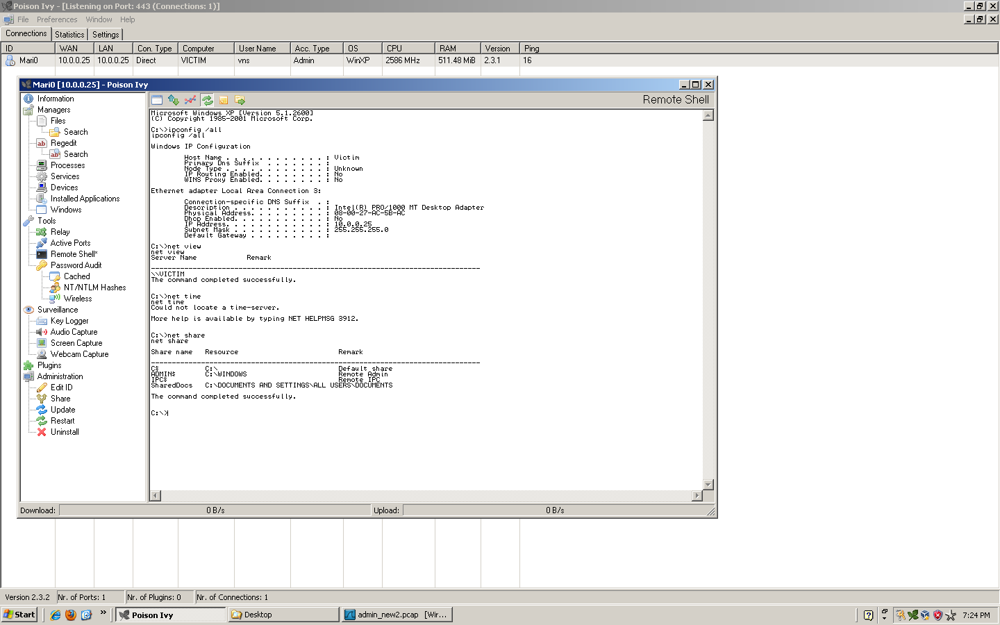 Poison Ivy - [Listening on Port: 443 (Connections: 1)]
File Preferences Window Help
Connections Statistics Settings
ID WAN LAN Con. Type Computer User Name Acc. Type OS CPU RAM Version Ping
Mari0 10.0.0.25 10.0.0.25 Direct VICTIM vns Admin WinXP 2586 MHz 511.48 MiB 2.3.1 16
Mari0 [10.0.0.25] - Poison Ivy
Information
Managers
Files
Search
Regedit
Search
Processes
Services
Devices
Installed Applications
Windows
Tools
Relay
Active Ports
Remote Shell*
Password Audit
Cached
NT/NTLM Hashes
Wireless
Surveillance
Key Logger
Audio Capture
Screen Capture
Webcam Capture
Plugins
Administration
Edit ID
Share
Update
Restart
Uninstall
Remote Shell
Microsoft Windows XP [Version 5.1.2600]
(C) Copyright 1985-2001 Microsoft Corp.
C:\>ipconfig /all
ipconfig /all
Windows IP Configuration
Host Name . . . . . . . . . . . . : Victim
Primary Dns Suffix . . . . . . . :
Node Type . . . . . . . . . . . . : Unknown
IP Routing Enabled. . . . . . . . : No
WINS Proxy Enabled. . . . . . . . : No
Ethernet adapter Local Area Connection 3:
Connection-specific DNS Suffix . :
Description . . . . . . . . . . . : Intel(R) PRO/1000 MT Desktop Adapter
Physical Address. . . . . . . . . : 08-00-27-AC-5B-AC
Dhcp Enabled. . . . . . . . . . . : No
IP Address. . . . . . . . . . . . : 10.0.0.25
Subnet Mask . . . . . . . . . . . : 255.255.255.0
Default Gateway . . . . . . . . . :
C:\>net view
net view
Server Name Remark
-------------------------------------------------------------------------------
\\VICTIM
The command completed successfully.
C:\>net time
net time
Could not locate a time-server.
More help is available by typing NET HELPMSG 3912.
C:\>net share
net share
Share name Resource Remark
-------------------------------------------------------------------------------
C$ C:\ Default share
ADMIN$ C:\WINDOWS Remote Admin
IPC$ Remote IPC
SharedDocs C:\DOCUMENTS AND SETTINGS\ALL USERS\DOCUMENTS
The command completed successfully.
C:\>
Download: 0 B/s Upload: 0 B/s
Version 2.3.2 Nr. of Ports: 1 Nr. of Plugins: 0 Nr. of Connections: 1
Start » Poison Ivy Desktop admin_new2.pcap [Wir... 7:24 PM